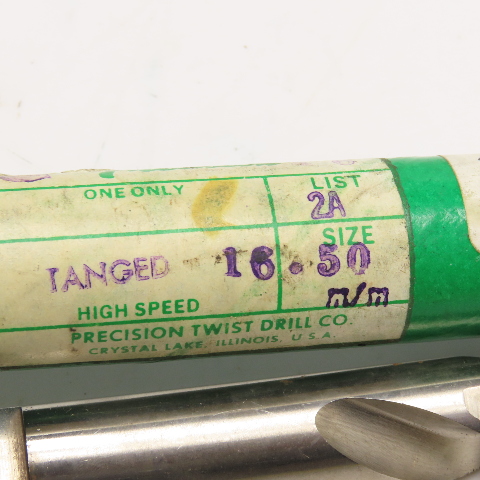 ONE ONLY
LIST
2A
SIZE
TANGED 16.50
m/m
HIGH SPEED
PRECISION TWIST DRILL CO.
CRYSTAL LAKE, ILLINOIS, U.S.A.